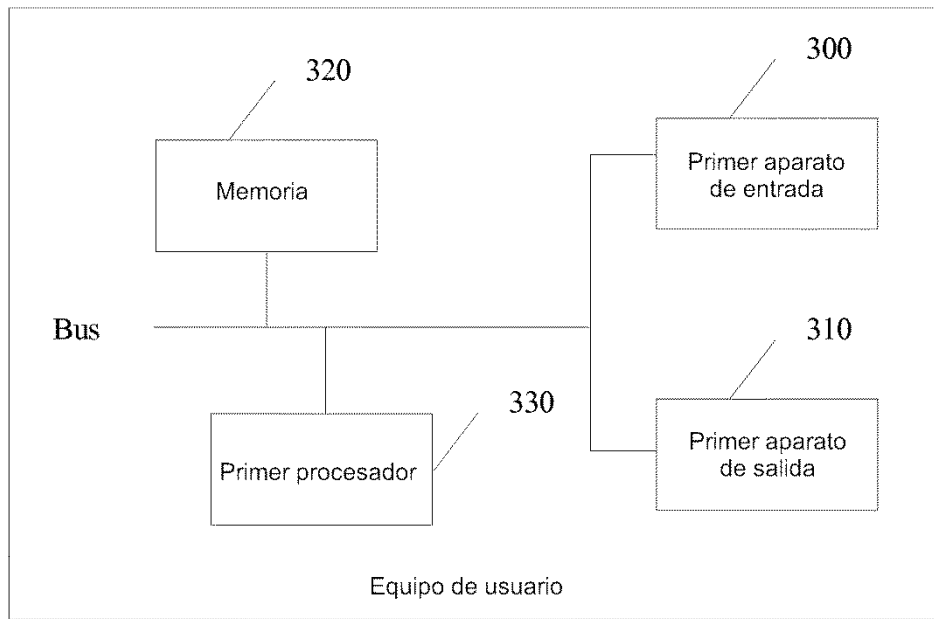 320
300
Memoria
Primer aparato
de entrada
Bus
310
330
Primer procesador
Primer aparato
de salida
Equipo de usuario